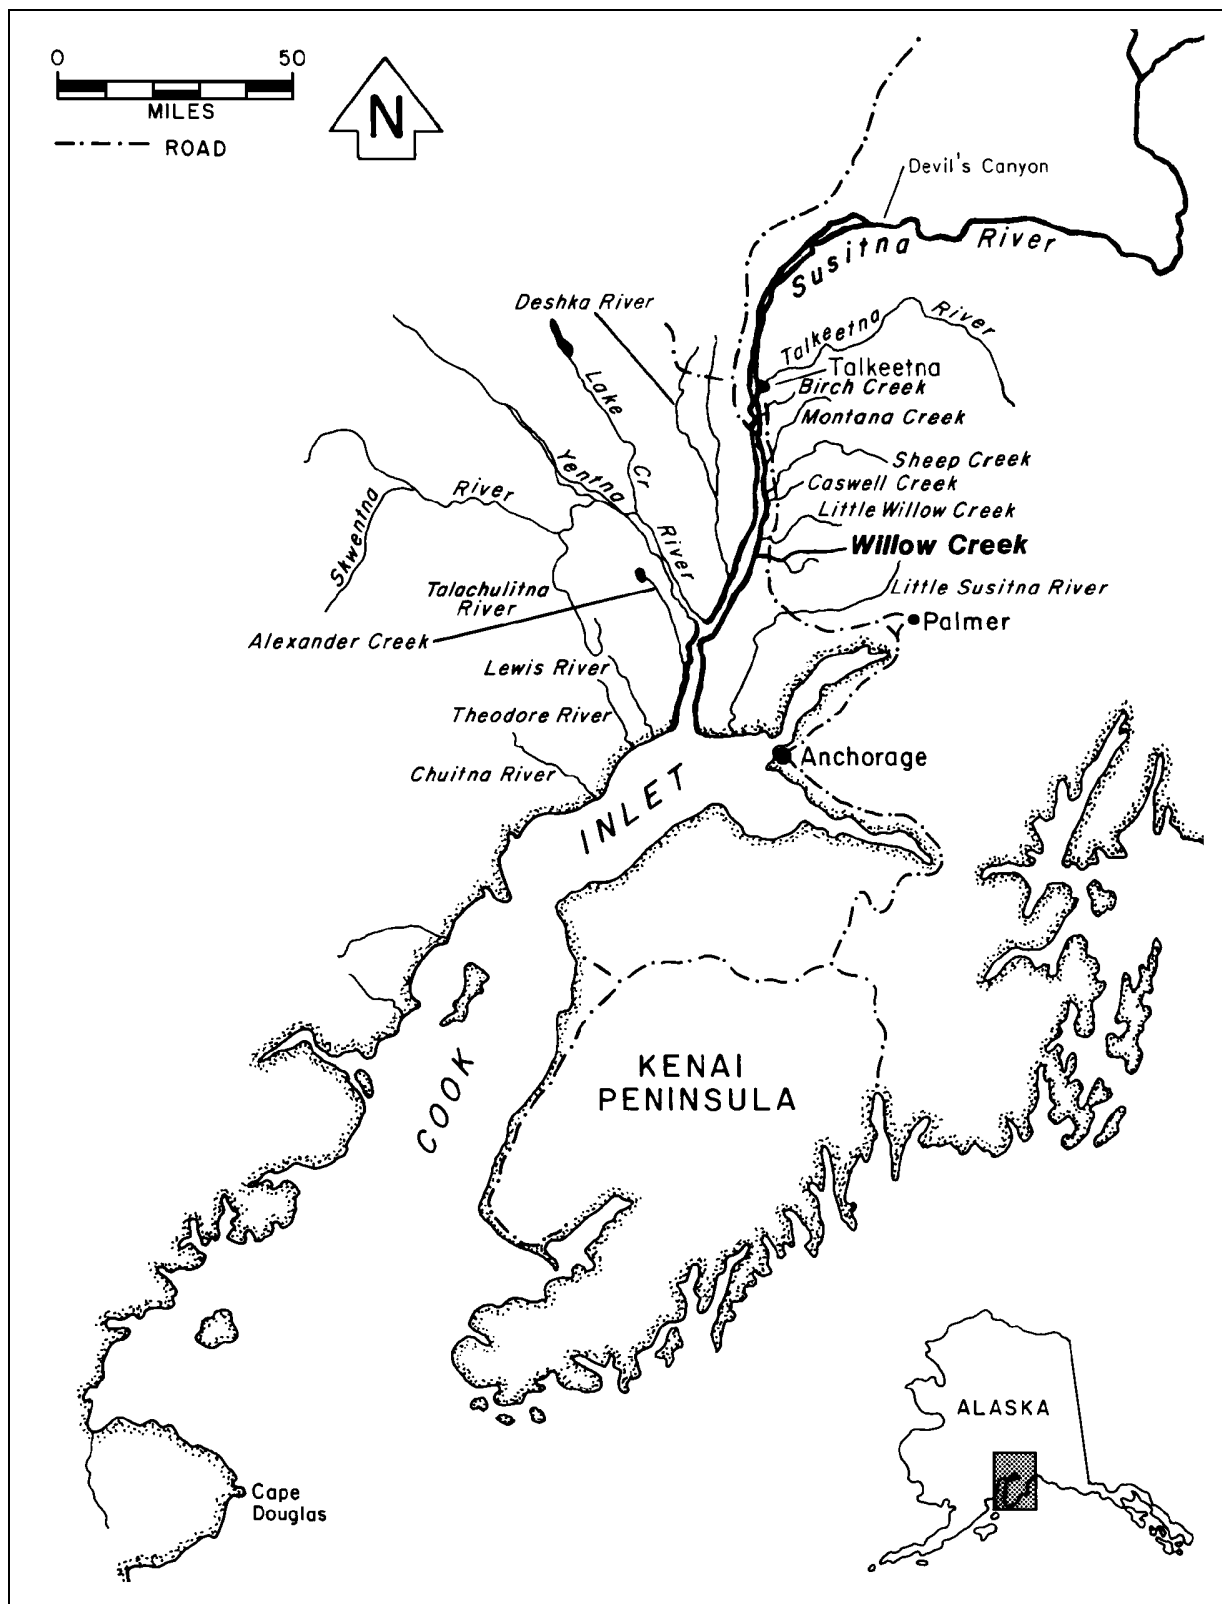 0 50
MILES
ROAD
N
Devil's Canyon
Susitna River
Deshka River
Talkeetna River
Talkeetna
Birch Creek
Lake Cr
Montana Creek
Yentna River
Sheep Creek
Skwentna River
Caswell Creek
Little Willow Creek
Willow Creek
Talachulitna
River
Little Susitna River
Palmer
Alexander Creek
Lewis River
Theodore River
Anchorage
Chuitna River
COOK INLET
KENAI
PENINSULA
ALASKA
Cape
Douglas